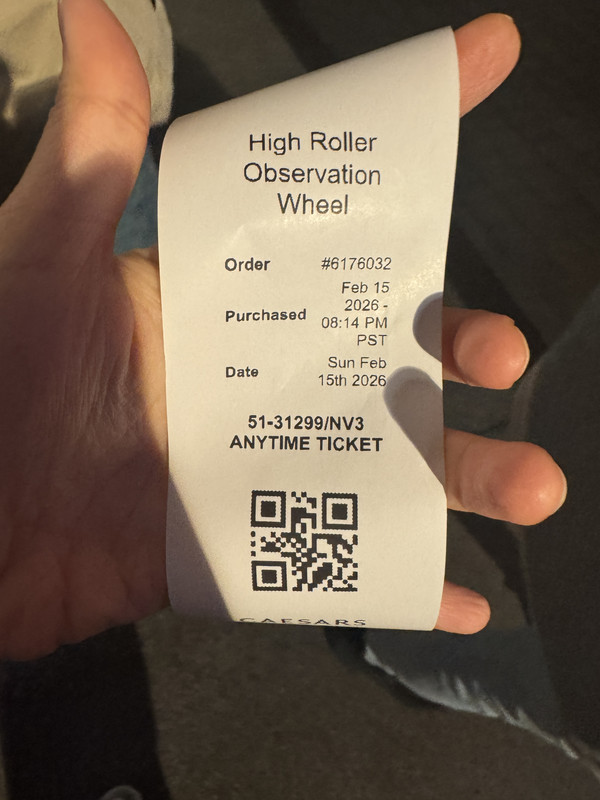 High Roller
Observation
Wheel
Order #6176032
Purchased Feb 15
2026 -
08:14 PM
PST
Date Sun Feb
15th 2026
51-31299/NV3
ANYTIME TICKET
CAESARS